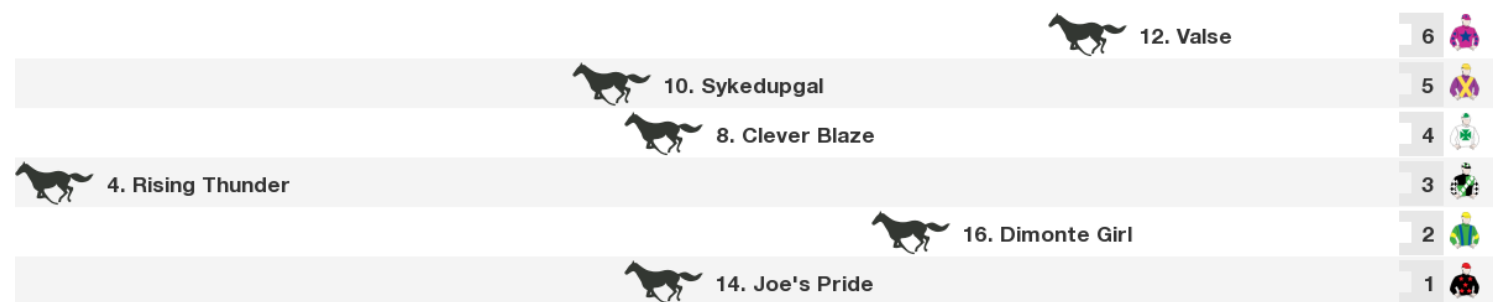 12. Valse 6
10. Sykedupgal 5
8. Clever Blaze 4
4. Rising Thunder 3
16. Dimonte Girl 2
14. Joe's Pride 1